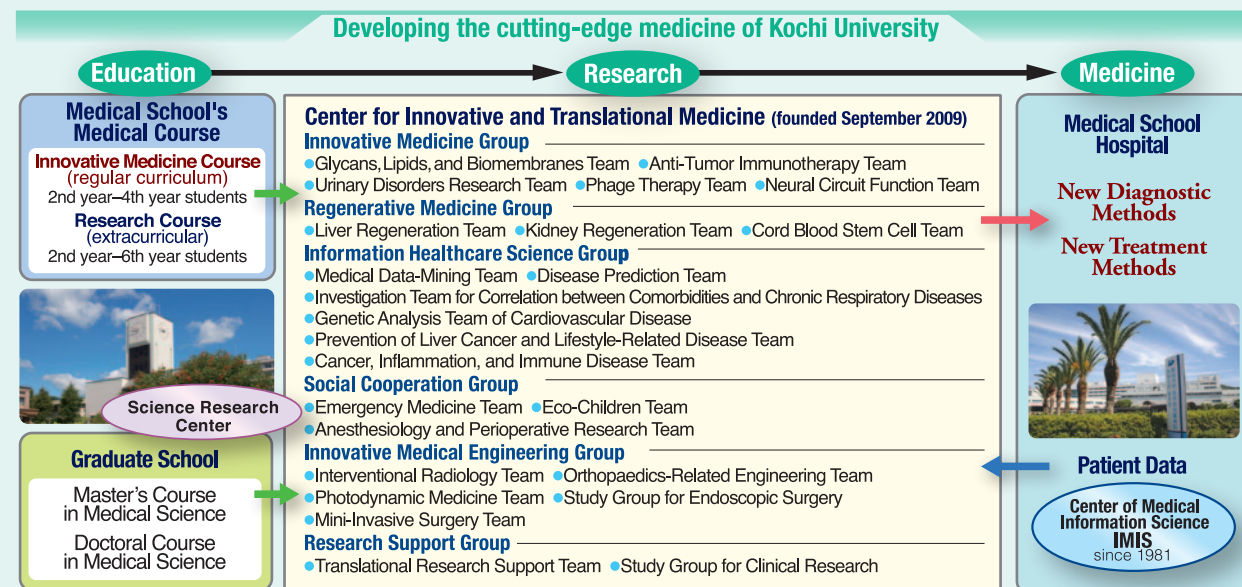 Developing the cutting-edge medicine of Kochi University
Education
Research
Medicine
Medical School's
Medical Course
Innovative Medicine Course
(regular curriculum)
2nd year–4th year students
Research Course
(extracurricular)
2nd year–6th year students
Science Research
Center
Graduate School
Master's Course
in Medical Science
Doctoral Course
in Medical Science
Center for Innovative and Translational Medicine (founded September 2009)
Innovative Medicine Group
●Glycans, Lipids, and Biomembranes Team ●Anti-Tumor Immunotherapy Team
●Urinary Disorders Research Team ●Phage Therapy Team ●Neural Circuit Function Team
Regenerative Medicine Group
●Liver Regeneration Team ●Kidney Regeneration Team ●Cord Blood Stem Cell Team
Information Healthcare Science Group
●Medical Data-Mining Team ●Disease Prediction Team
●Investigation Team for Correlation between Comorbidities and Chronic Respiratory Diseases
●Genetic Analysis Team of Cardiovascular Disease
●Prevention of Liver Cancer and Lifestyle-Related Disease Team
●Cancer, Inflammation, and Immune Disease Team
Social Cooperation Group
●Emergency Medicine Team ●Eco-Children Team
●Anesthesiology and Perioperative Research Team
Innovative Medical Engineering Group
●Interventional Radiology Team ●Orthopaedics-Related Engineering Team
●Photodynamic Medicine Team ●Study Group for Endoscopic Surgery
●Mini-Invasive Surgery Team
Research Support Group
●Translational Research Support Team ●Study Group for Clinical Research
Medical School
Hospital
New Diagnostic
Methods
New Treatment
Methods
Patient Data
Center of Medical
Information Science
IMIS
since 1981